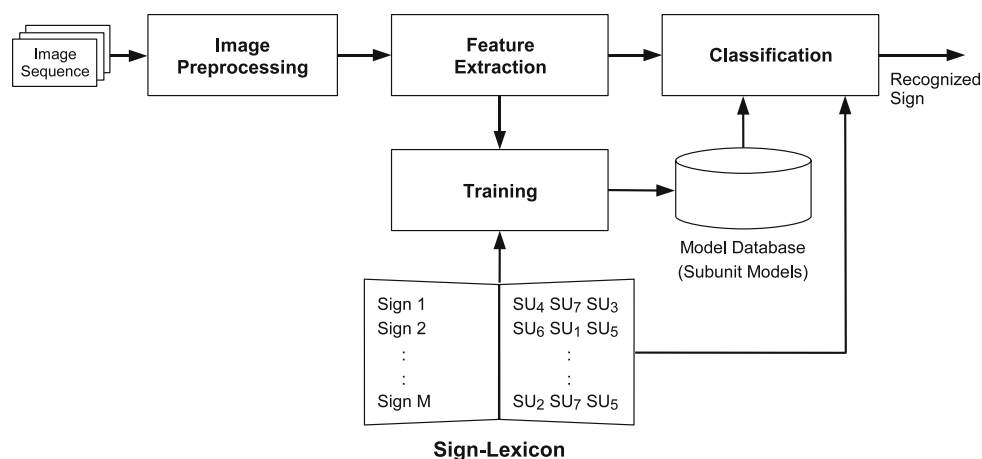 Image
Sequence
Image
Preprocessing
Feature
Extraction
Classification
Recognized
Sign
Training
Model Database
(Subunit Models)
Sign 1 SU₄ SU₇ SU₃
Sign 2 SU₆ SU₁ SU₅
: :
: :
Sign M SU₂ SU₇ SU₅
Sign-Lexicon